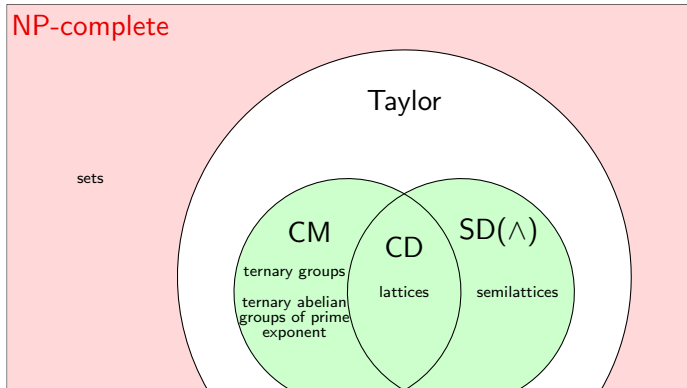 NP-complete
Taylor
sets
CM
CD
SD(∧)
ternary groups
lattices
semilattices
ternary abelian
groups of prime
exponent